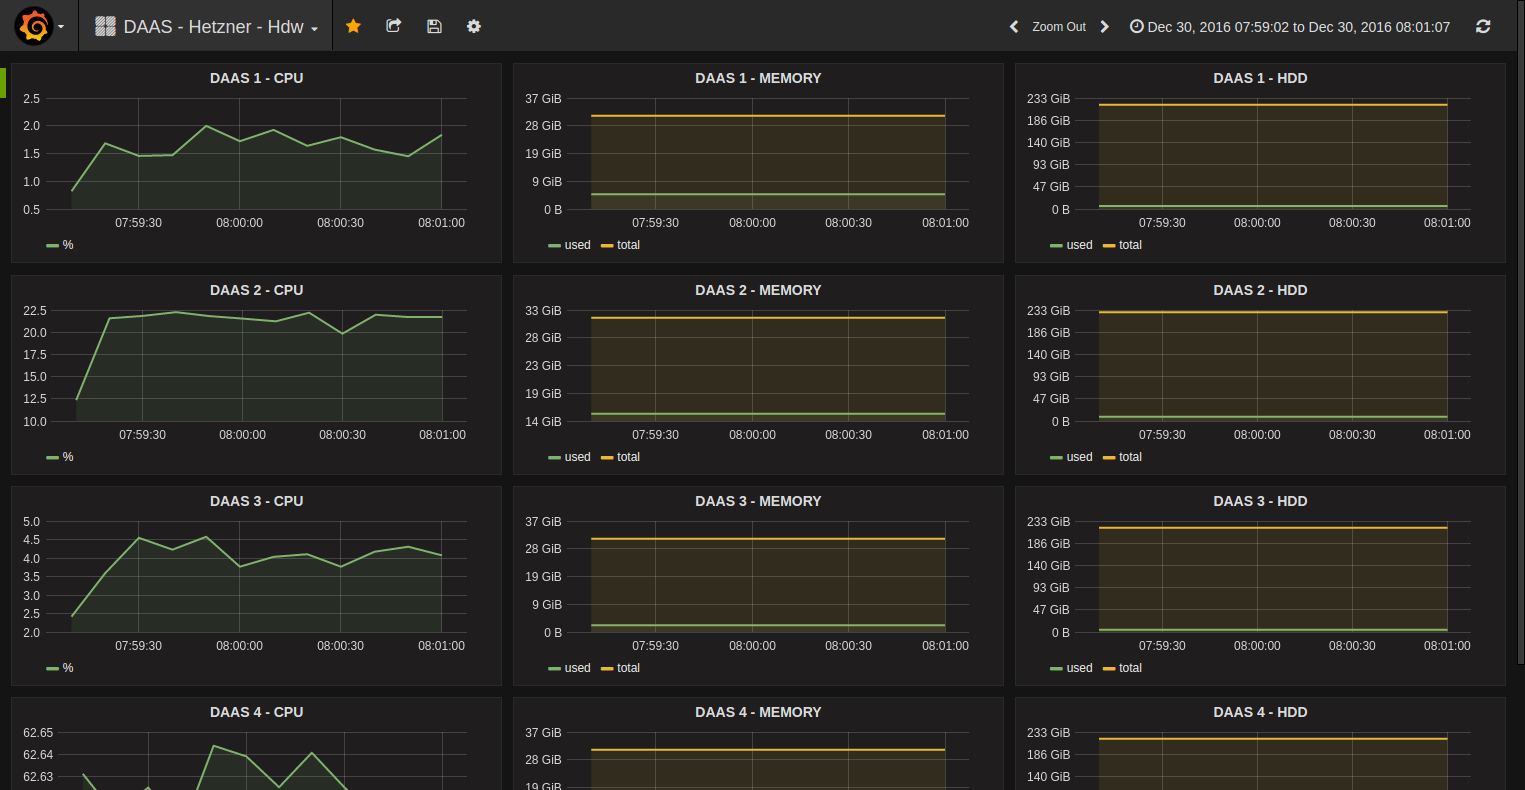 DAAS - Hetzner - Hdw
Zoom Out
Dec 30, 2016 07:59:02 to Dec 30, 2016 08:01:07
DAAS 1 - CPU
2.5
2.0
1.5
1.0
0.5
07:59:30 08:00:00 08:00:30 08:01:00
%
DAAS 1 - MEMORY
37 GiB
28 GiB
19 GiB
9 GiB
0 B
07:59:30 08:00:00 08:00:30 08:01:00
used total
DAAS 1 - HDD
233 GiB
186 GiB
140 GiB
93 GiB
47 GiB
0 B
07:59:30 08:00:00 08:00:30 08:01:00
used total
DAAS 2 - CPU
22.5
20.0
17.5
15.0
12.5
10.0
07:59:30 08:00:00 08:00:30 08:01:00
%
DAAS 2 - MEMORY
33 GiB
28 GiB
23 GiB
19 GiB
14 GiB
07:59:30 08:00:00 08:00:30 08:01:00
used total
DAAS 2 - HDD
233 GiB
186 GiB
140 GiB
93 GiB
47 GiB
0 B
07:59:30 08:00:00 08:00:30 08:01:00
used total
DAAS 3 - CPU
5.0
4.5
4.0
3.5
3.0
2.5
2.0
07:59:30 08:00:00 08:00:30 08:01:00
%
DAAS 3 - MEMORY
37 GiB
28 GiB
19 GiB
9 GiB
0 B
07:59:30 08:00:00 08:00:30 08:01:00
used total
DAAS 3 - HDD
233 GiB
186 GiB
140 GiB
93 GiB
47 GiB
0 B
07:59:30 08:00:00 08:00:30 08:01:00
used total
DAAS 4 - CPU
62.65
62.64
62.63
DAAS 4 - MEMORY
37 GiB
28 GiB
19 GiB
DAAS 4 - HDD
233 GiB
186 GiB
140 GiB